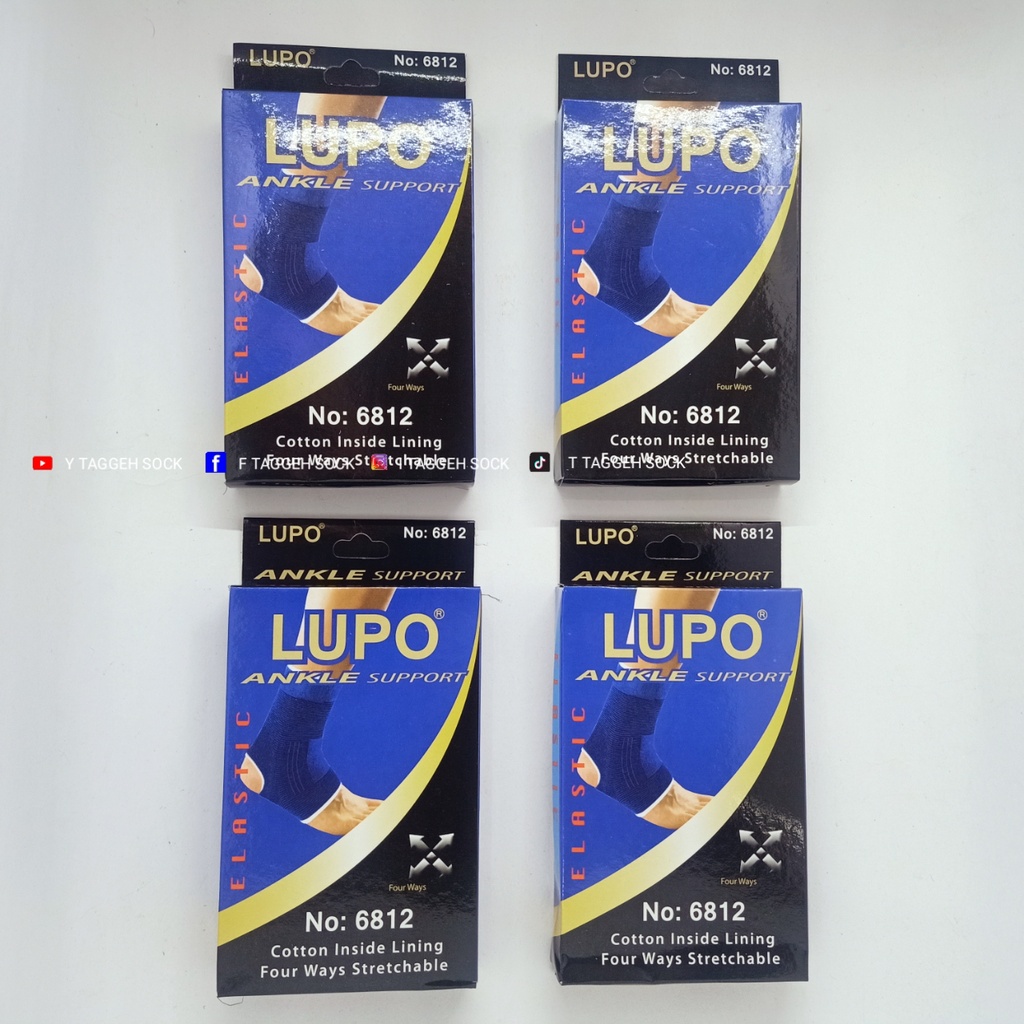 LUPO® No: 6812
LUPO
ANKLE SUPPORT
ELASTIC
Four Ways
No: 6812
Cotton Inside Lining
Four Ways Stretchable
LUPO® No: 6812
LUPO
ANKLE SUPPORT
ELASTIC
Four Ways
No: 6812
Cotton Inside Lining
Four Ways Stretchable
Y TAGGEH SOCK F TAGGEH SOCK I TAGGEH SOCK T TAGGEH SOCK
LUPO® No: 6812
ANKLE SUPPORT
LUPO®
ANKLE SUPPORT
ELASTIC
Four Ways
No: 6812
Cotton Inside Lining
Four Ways Stretchable
LUPO® No: 6812
ANKLE SUPPORT
LUPO®
ANKLE SUPPORT
ELASTIC
Four Ways
No: 6812
Cotton Inside Lining
Four Ways Stretchable